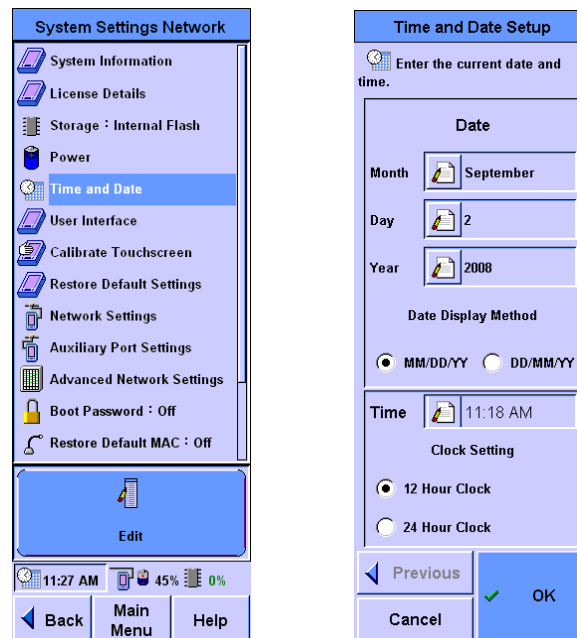 System Settings Network
System Information
License Details
Storage : Internal Flash
Power
Time and Date
User Interface
Calibrate Touchscreen
Restore Default Settings
Network Settings
Auxiliary Port Settings
Advanced Network Settings
Boot Password : Off
Restore Default MAC : Off
Edit
11:27 AM 45% 0%
Back Main Menu Help
Time and Date Setup
Enter the current date and
time.
Date
Month September
Day 2
Year 2008
Date Display Method
MM/DD/YY DD/MM/YY
Time 11:18 AM
Clock Setting
12 Hour Clock
24 Hour Clock
Previous
OK
Cancel